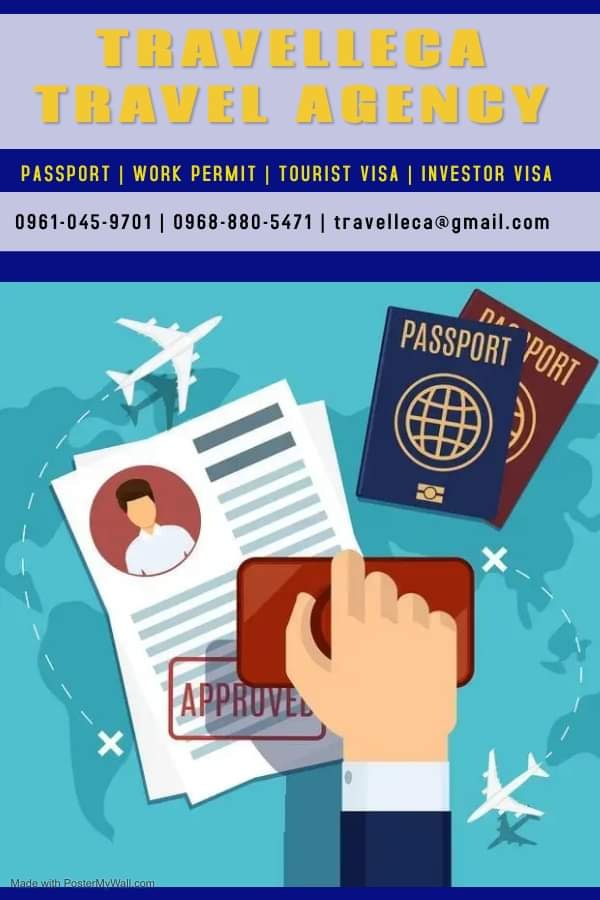 TRAVELLECA
TRAVEL AGENCY
PASSPORT | WORK PERMIT | TOURIST VISA | INVESTOR VISA
0961-045-9701 | 0968-880-5471 | travelleca@gmail.com
PASSPORT
PASSPORT
APPROVED
Made with PosterMyWall.com